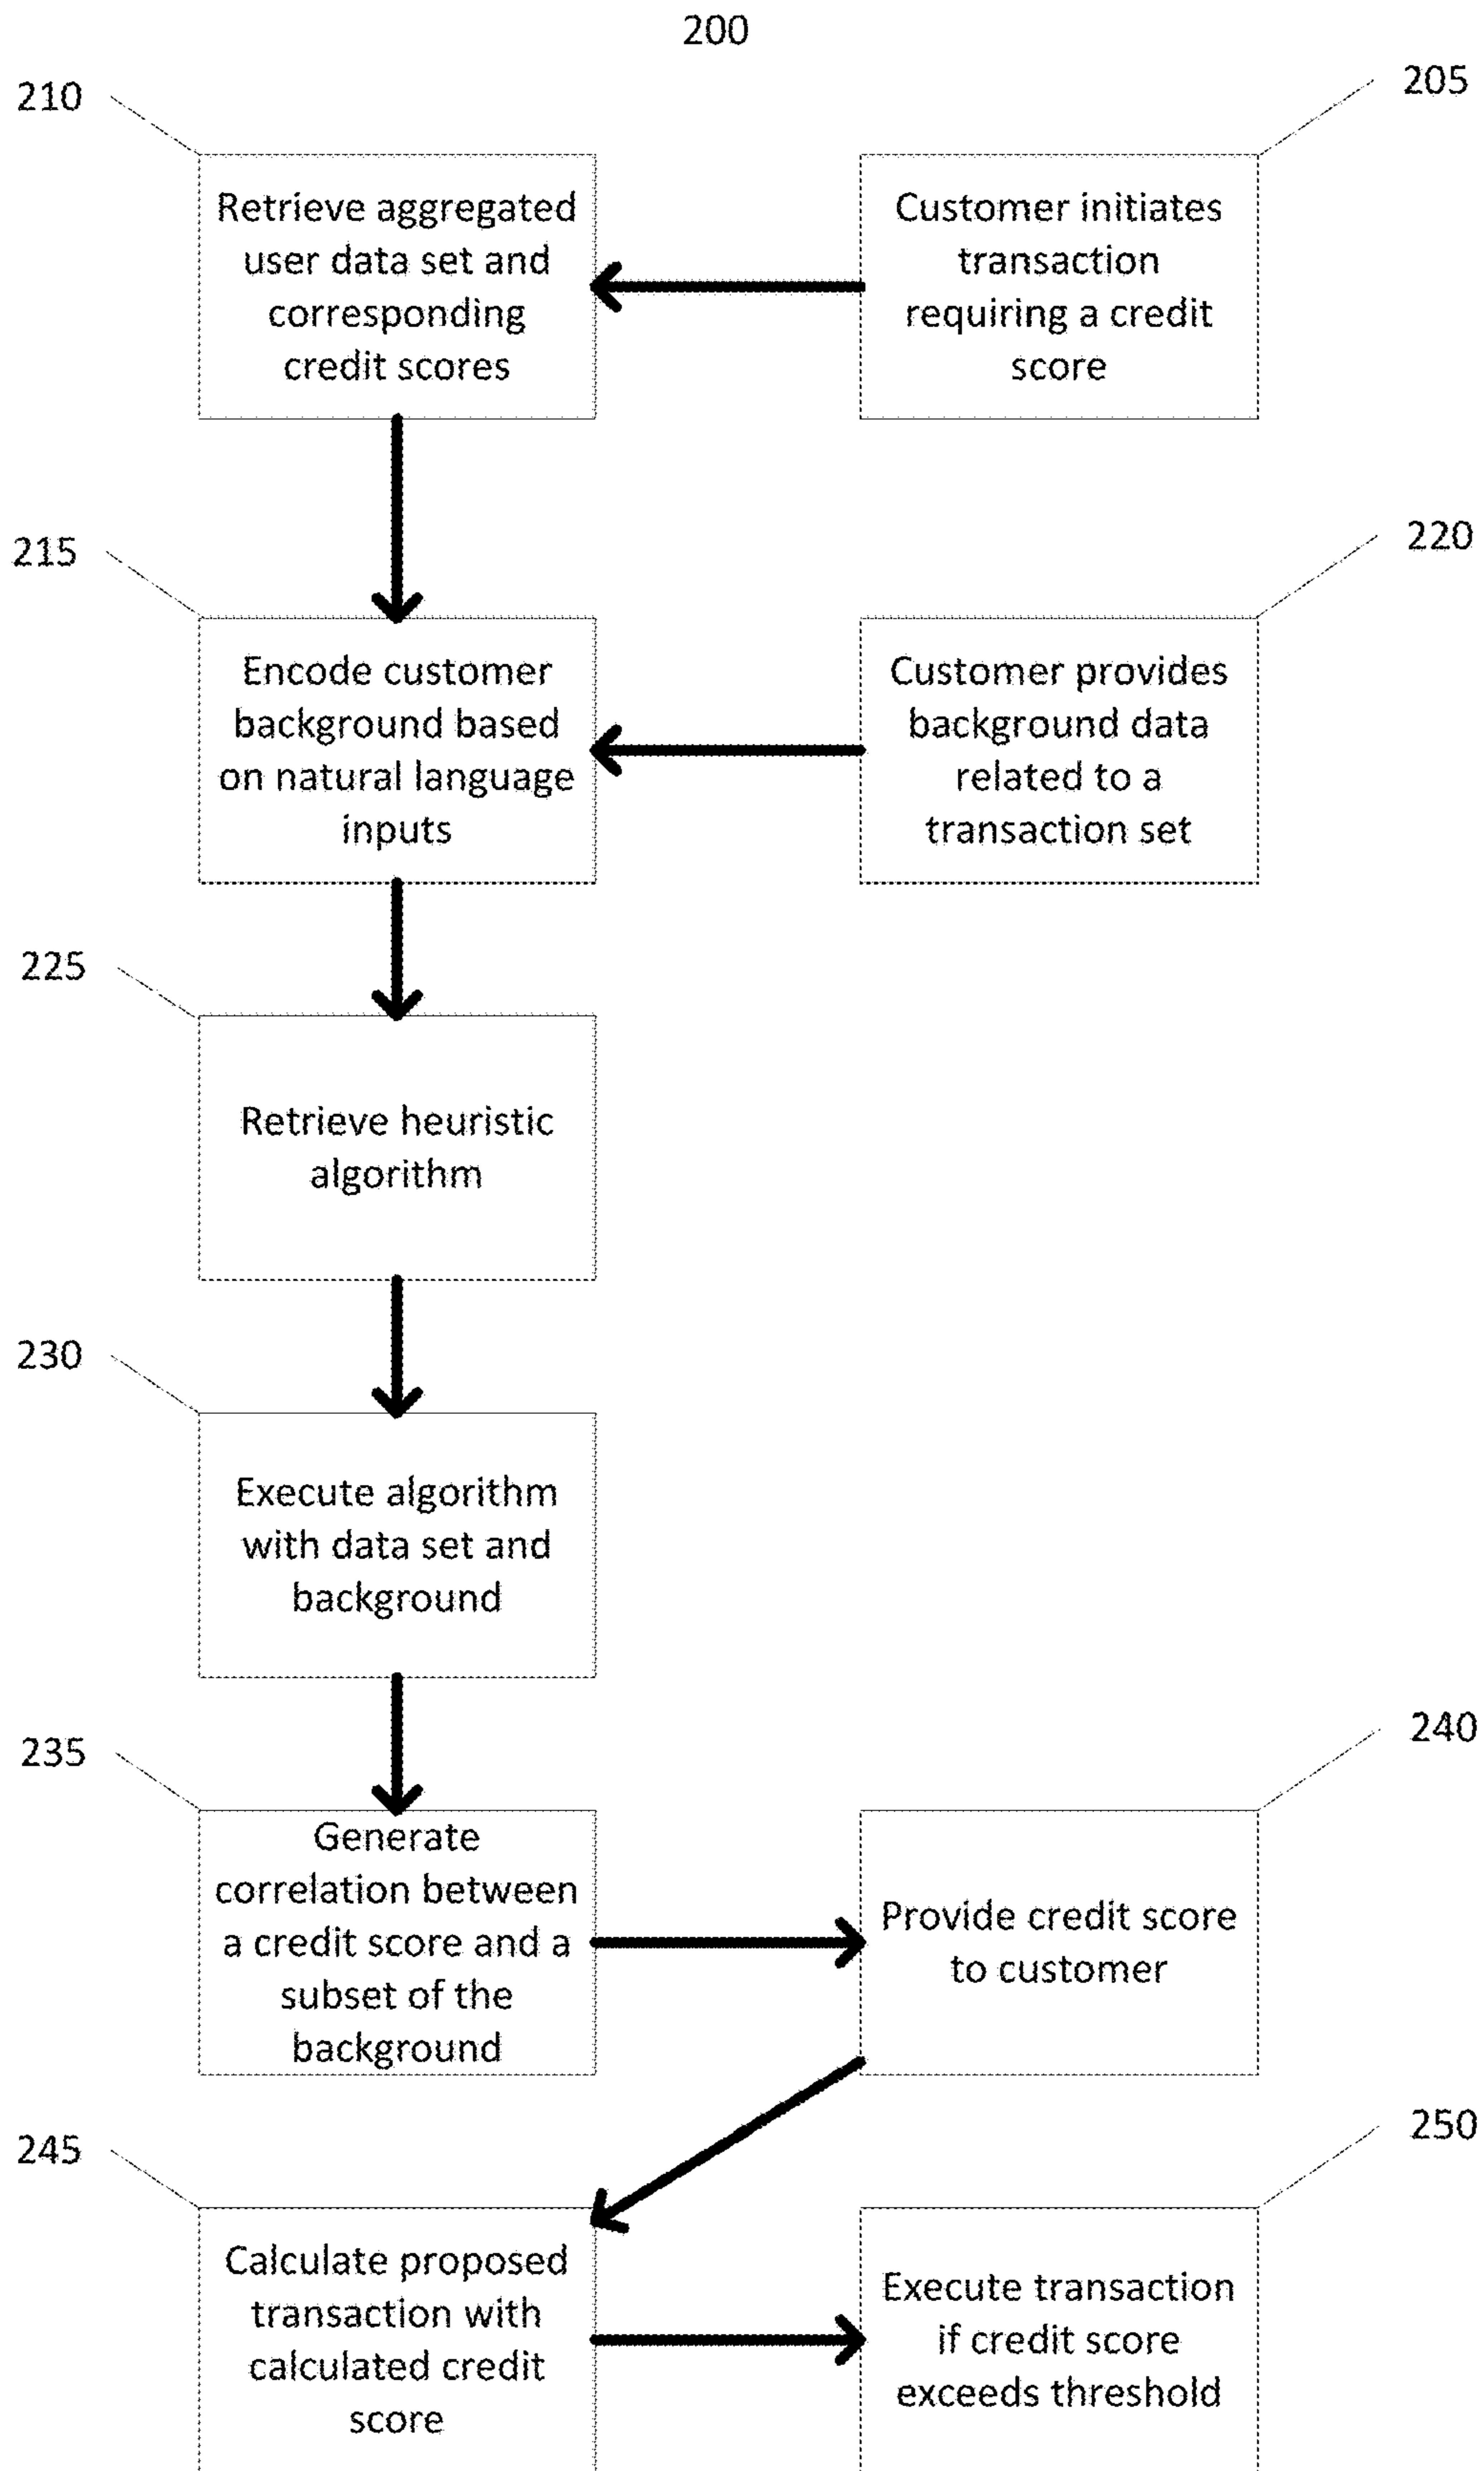 200
210
205
Retrieve aggregated
user data set and
corresponding
credit scores
Customer initiates
transaction
requiring a credit
score
215
220
Encode customer
background based
on natural language
inputs
Customer provides
background data
related to a
transaction set
225
Retrieve heuristic
algorithm
230
Execute algorithm
with data set and
background
235
240
Generate
correlation between
a credit score and a
subset of the
background
Provide credit score
to customer
245
250
Calculate proposed
transaction with
calculated credit
score
Execute transaction
if credit score
exceeds threshold